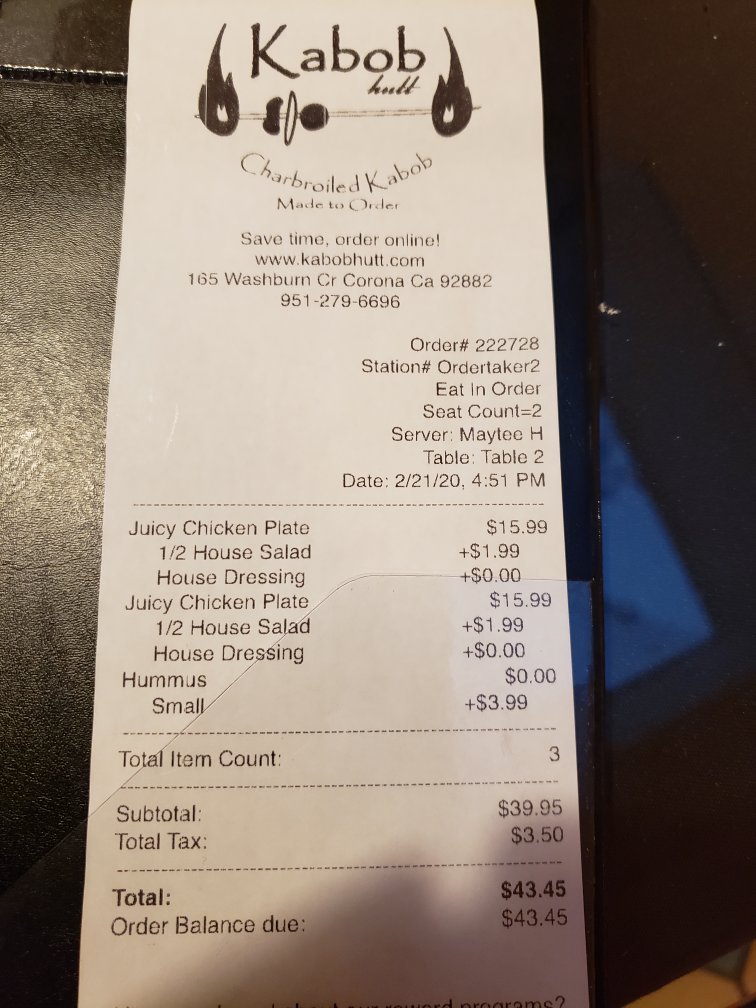 Kabob
hutt
Charbroiled Kabob
Made to Order
Save time, order online!
www.kabobhutt.com
165 Washburn Cr Corona Ca 92882
951-279-6696
Order# 222728
Station# Ordertaker2
Eat In Order
Seat Count=2
Server: Maytee H
Table: Table 2
Date: 2/21/20, 4:51 PM
Juicy Chicken Plate $15.99
1/2 House Salad +$1.99
House Dressing +$0.00
Juicy Chicken Plate $15.99
1/2 House Salad +$1.99
House Dressing +$0.00
Hummus $0.00
Small +$3.99
Total Item Count: 3
Subtotal: $39.95
Total Tax: $3.50
Total: $43.45
Order Balance due: $43.45
about our reward programs?